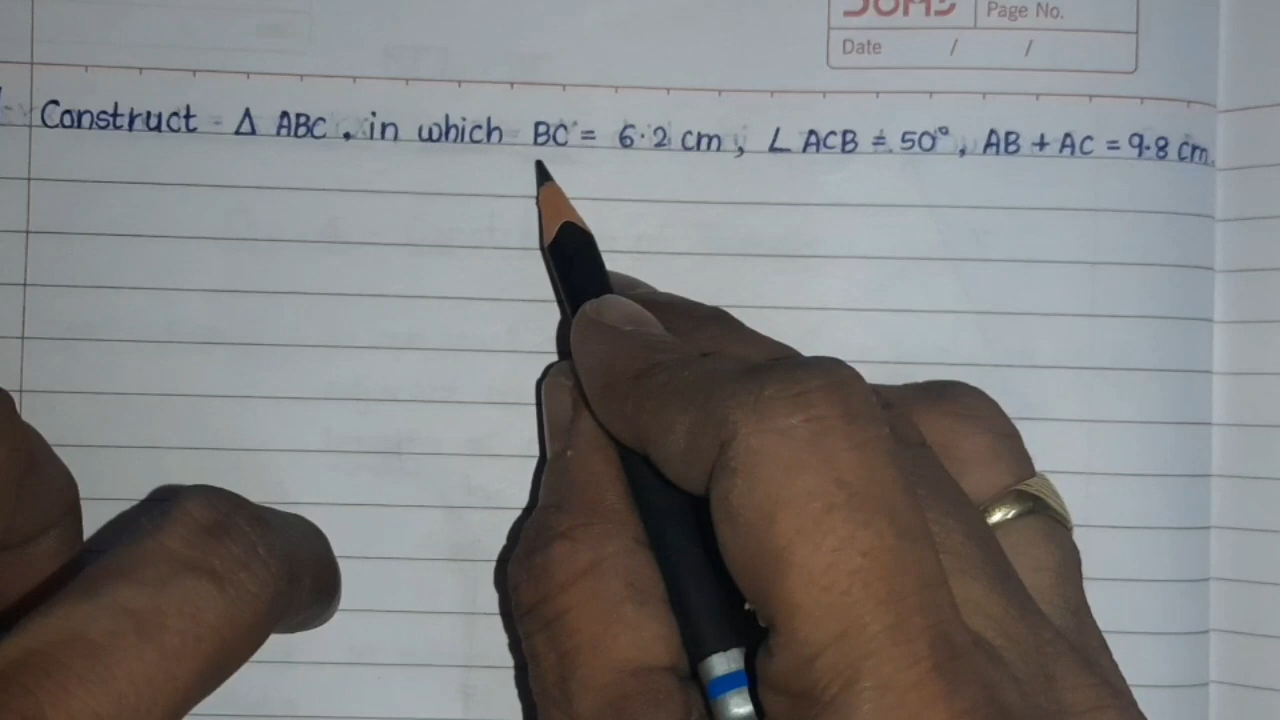 Page No.
Date / /
Construct Δ ABC, in which BC = 6.2 cm, ∠ ACB = 50°, AB + AC = 9.8 cm.